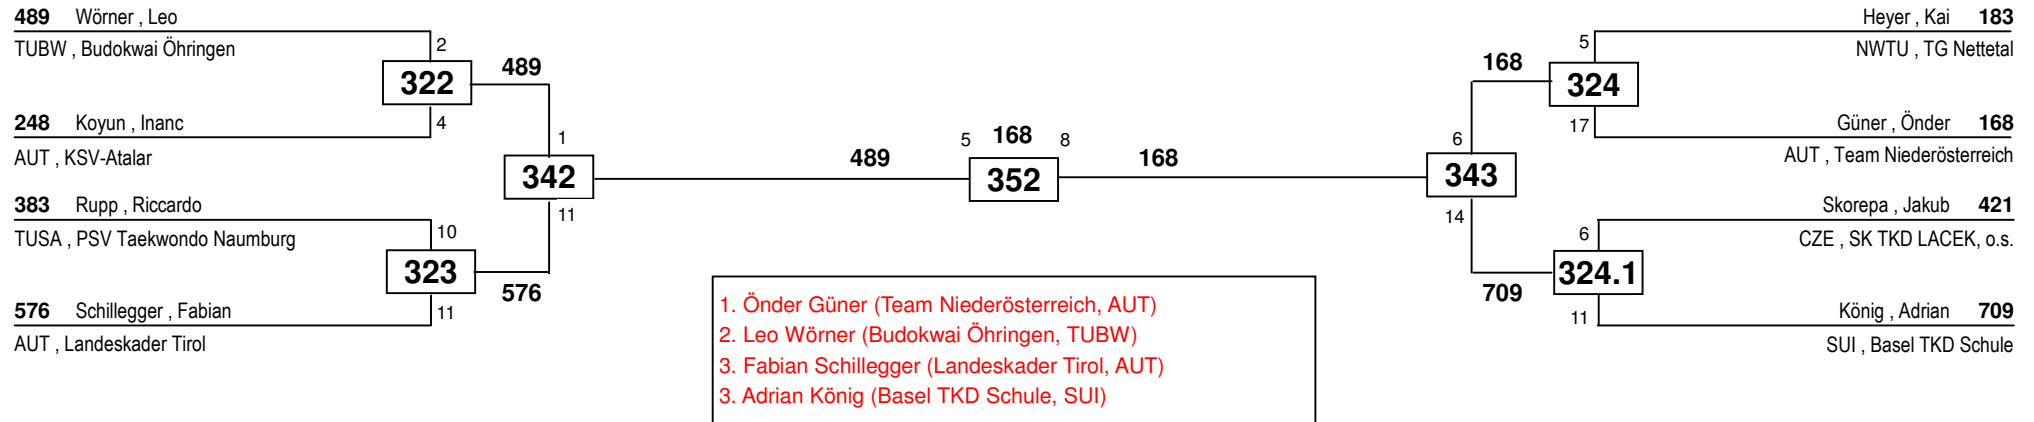 489 Wörner , Leo
TUBW , Budokwai Öhringen
2
322
489
4
248 Koyun , Inanc
AUT , KSV-Atalar
1
342
11
383 Rupp , Riccardo
TUSA , PSV Taekwondo Naumburg
10
323
576
11
576 Schillegger , Fabian
AUT , Landeskader Tirol
489
5 168 8
352
168
Heyer , Kai 183
NWTU , TG Nettetal
5
168
324
17
Güner , Önder 168
AUT , Team Niederösterreich
6
343
14
Skorepa , Jakub 421
CZE , SK TKD LACEK, o.s.
6
324.1
709
11
König , Adrian 709
SUI , Basel TKD Schule
1. Önder Güner (Team Niederösterreich, AUT)
2. Leo Wörner (Budokwai Öhringen, TUBW)
3. Fabian Schillegger (Landeskader Tirol, AUT)
3. Adrian König (Basel TKD Schule, SUI)